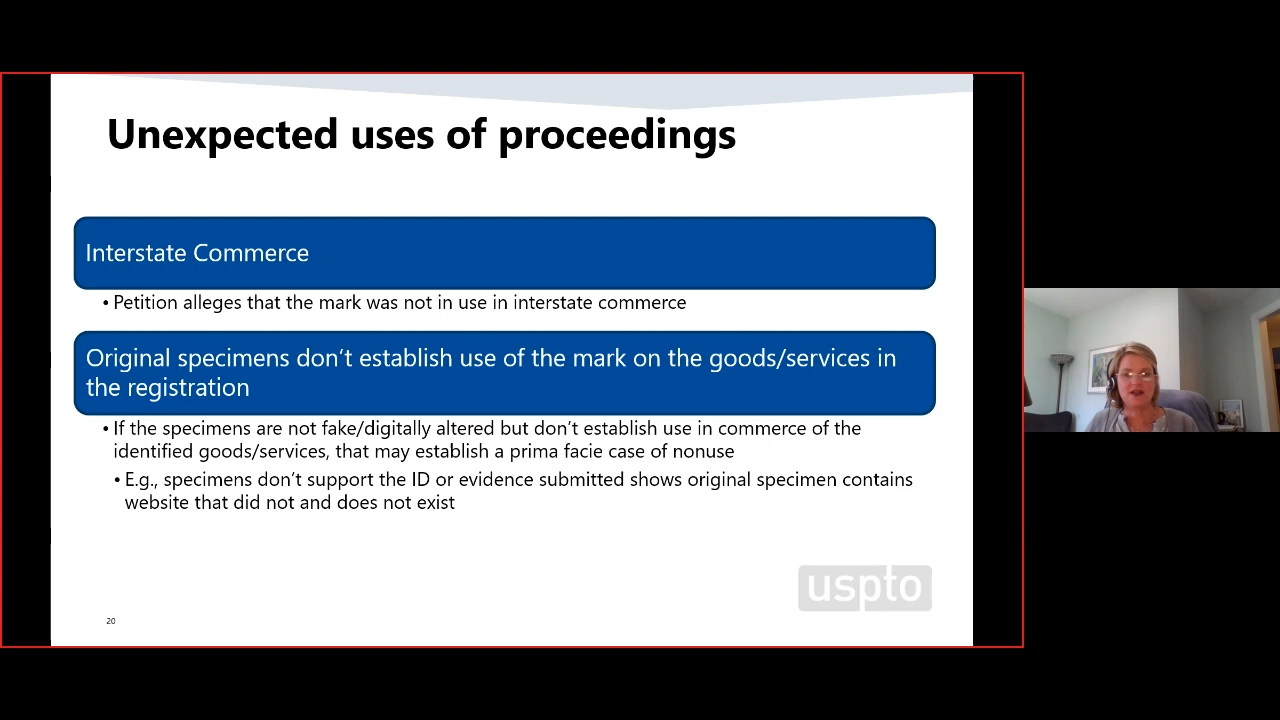 Unexpected uses of proceedings
Interstate Commerce
• Petition alleges that the mark was not in use in interstate commerce
Original specimens don’t establish use of the mark on the goods/services in
the registration
• If the specimens are not fake/digitally altered but don’t establish use in commerce of the
identified goods/services, that may establish a prima facie case of nonuse
• E.g., specimens don’t support the ID or evidence submitted shows original specimen contains
website that did not and does not exist
uspto
20